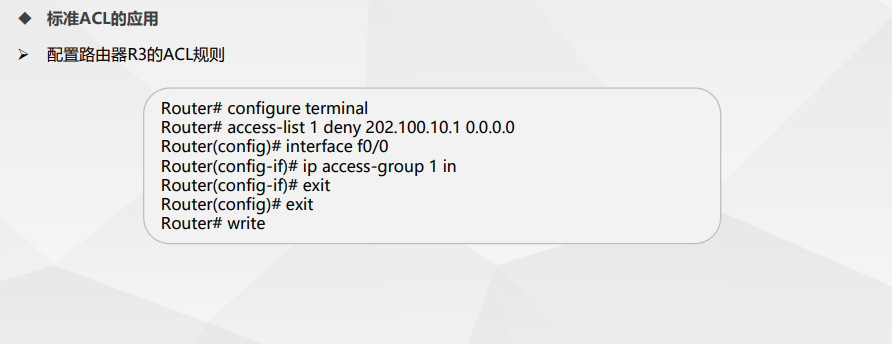 ◆ 标准ACL的应用
➢ 配置路由器R3的ACL规则
Router# configure terminal
Router# access-list 1 deny 202.100.10.1 0.0.0.0
Router(config)# interface f0/0
Router(config-if)# ip access-group 1 in
Router(config-if)# exit
Router(config)# exit
Router# write